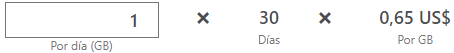 1 × 30 × 0,65 US$
Por día (GB) Días Por GB